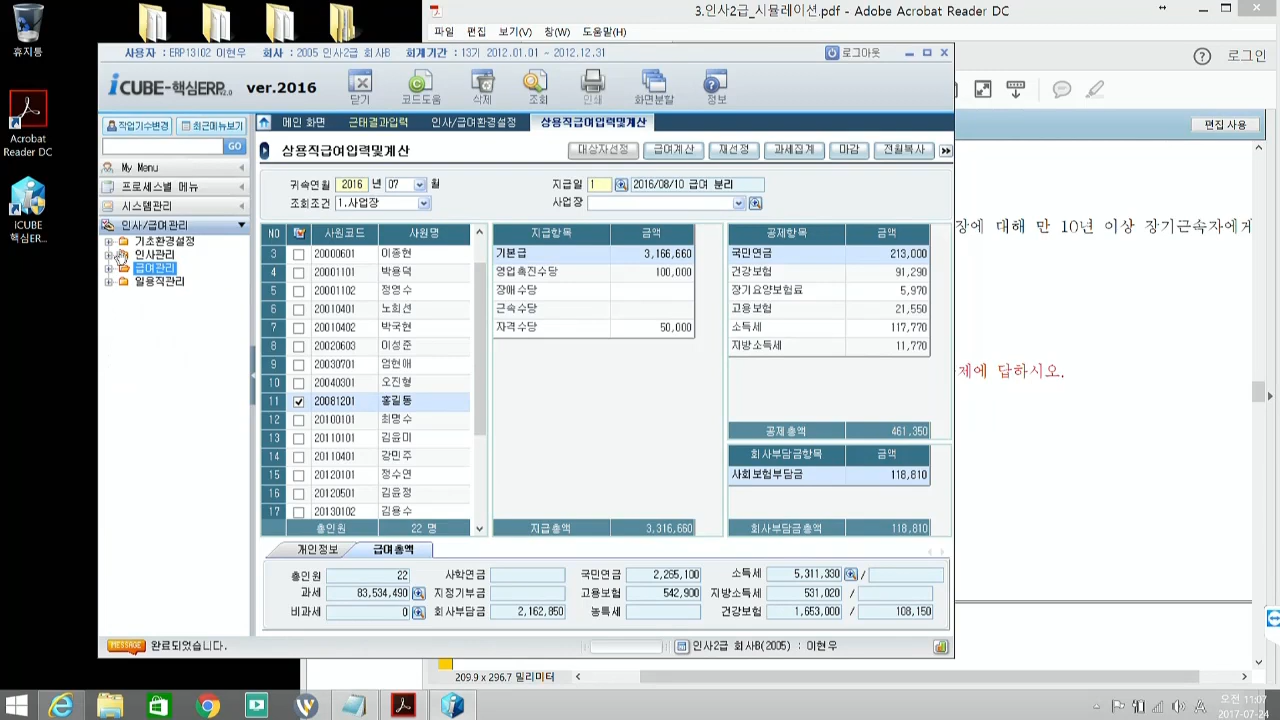 휴지통
Acrobat
Reader DC
iCUBE
핵심ER...
3.인사2급_시뮬레이션.pdf - Adobe Acrobat Reader DC
파일 편집 보기(V) 창(W) 도움말(H)
로그인
편집 사용
장에 대해 만 10년 이상 장기근속자에게
제에 답하시오.
209.9 x 296.7 밀리미터
사용자 : ERP13I02 이현우 회사 : 2005 인사2급 회사B 회계기간 : 13기 2012.01.01 ~ 2012.12.31
로그아웃
iCUBE-핵심ERP v2.0 ver.2016
닫기 코드도움 삭제 조회 인쇄 화면분할 정보
작업기수변경 최근메뉴보기
메인 화면 근태결과입력 인사/급여환경설정 상용직급여입력및계산
GO
My Menu
프로세스별 메뉴
시스템관리
인사/급여관리
기초환경설정
인사관리
급여관리
일용직관리
상용직급여입력및계산
대상자선정 급여계산 재선정 과세집계 마감 전월복사
귀속연월 2016 년 07 월 지급일 1 2016/08/10 급여 분리
조회조건 1.사업장 사업장
NO 사원코드 사원명
3 20000601 이종현
4 20001101 박용덕
5 20001102 정영수
6 20010401 노희선
7 20010402 박국현
8 20020603 이성준
9 20030701 엄현애
10 20040301 오진형
11 20081201 홍길동
12 20100101 최명수
13 20110101 김윤미
14 20110401 강민주
15 20120101 정수연
16 20120501 김윤정
17 20130102 김용수
총인원 22 명
지급항목 금액
기본급 3,166,660
영업촉진수당 100,000
장애수당
근속수당
자격수당 50,000
지급총액 3,316,660
공제항목 금액
국민연금 213,000
건강보험 91,290
장기요양보험료 5,970
고용보험 21,550
소득세 117,770
지방소득세 11,770
공제총액 461,350
회사부담금항목 금액
사회보험부담금 118,810
회사부담금총액 118,810
개인정보 급여총액
총인원 22 사학연금 국민연금 2,265,100 소득세 5,311,330 /
과세 83,534,490 지정기부금 고용보험 542,900 지방소득세 531,020 /
비과세 0 회사부담금 2,162,850 농특세 건강보험 1,653,000 / 108,150
MESSAGE 완료되었습니다.
인사2급 회사B(2005) : 이현우
오전 11:07
2017-07-24